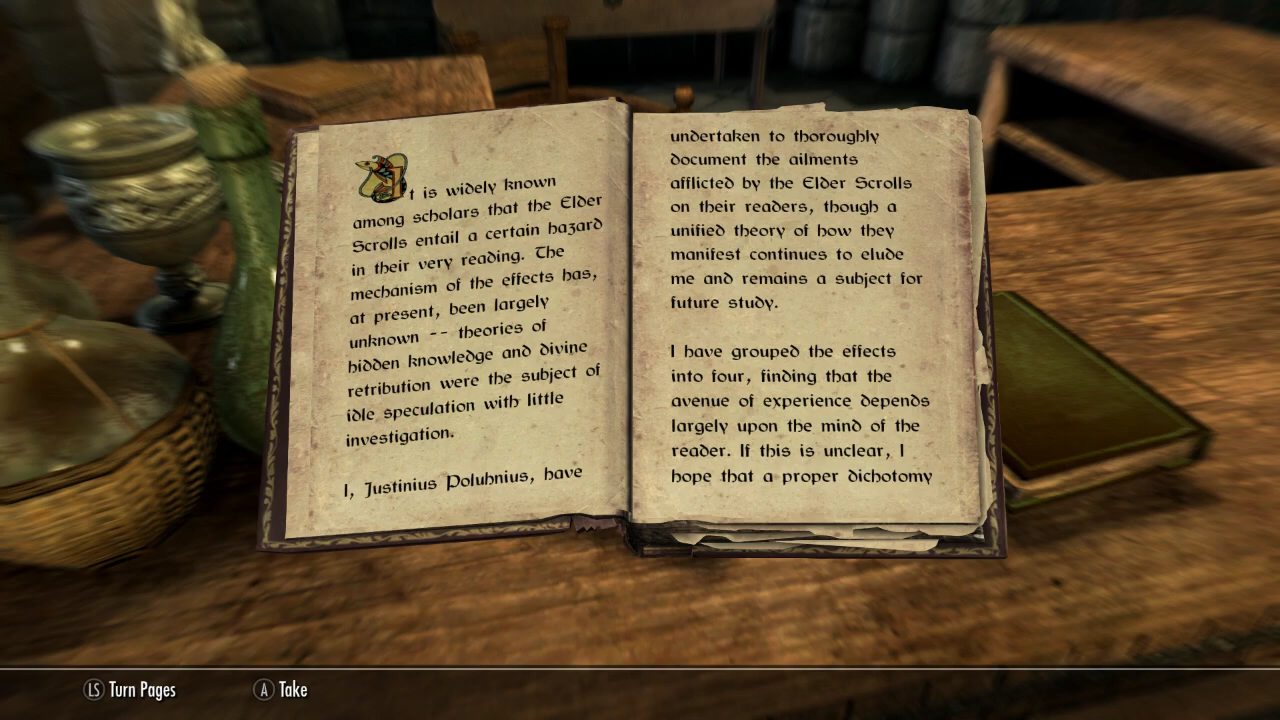 It is widely known
among scholars that the Elder
Scrolls entail a certain hazard
in their very reading. The
mechanism of the effects has,
at present, been largely
unknown -- theories of
hidden knowledge and divine
retribution were the subject of
idle speculation with little
investigation.
I, Justinius Poluhnius, have
undertaken to thoroughly
document the ailments
afflicted by the Elder Scrolls
on their readers, though a
unified theory of how they
manifest continues to elude
me and remains a subject for
future study.
I have grouped the effects
into four, finding that the
avenue of experience depends
largely upon the mind of the
reader. If this is unclear, I
hope that a proper dichotomy
LS Turn Pages
A Take